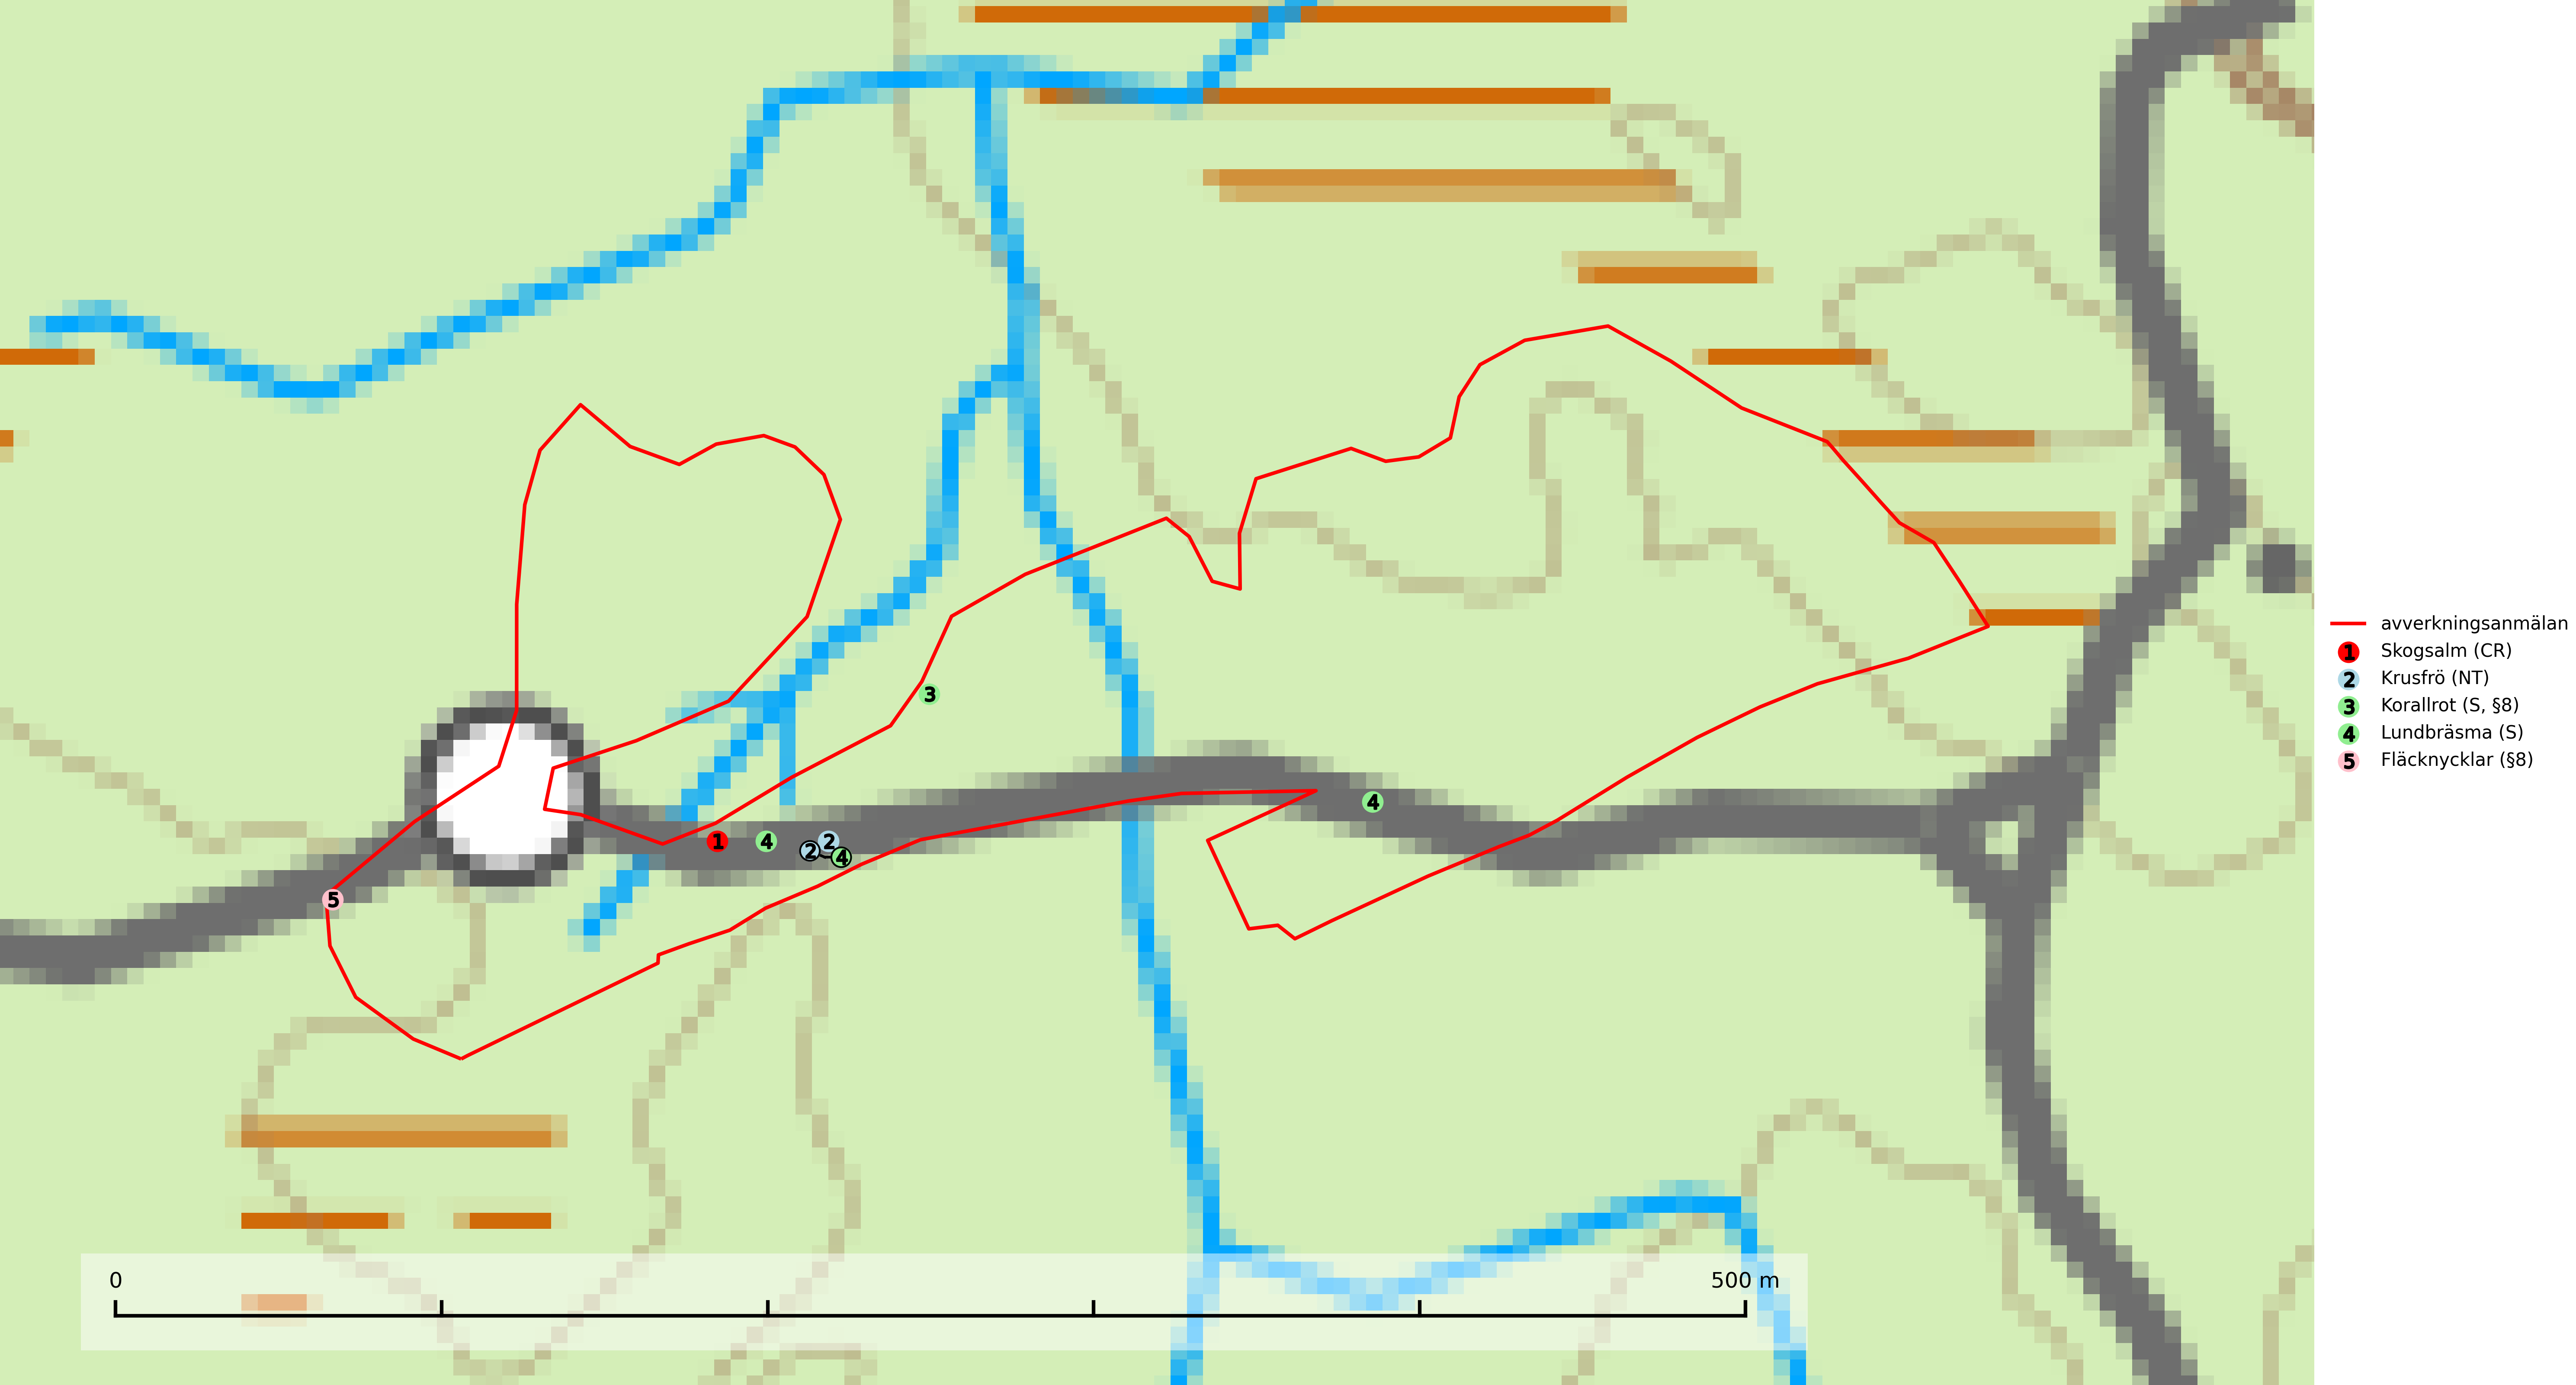 3
4
1
4
2
2
4
5
0
500 m
avverkningsanmälan
1 Skogsalm (CR)
2 Krusfrö (NT)
3 Korallrot (S, §8)
4 Lundbräsma (S)
5 Fläcknycklar (§8)